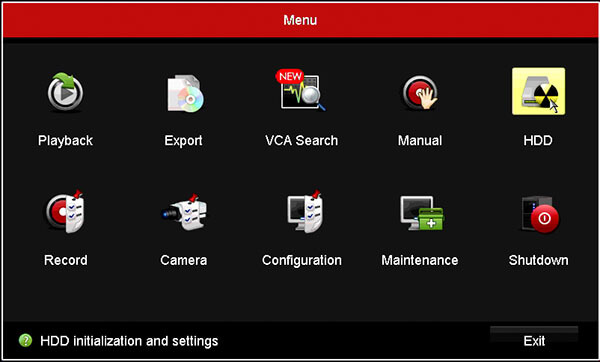 Menu
NEW
Playback
Export
VCA Search
Manual
HDD
Record
Camera
Configuration
Maintenance
Shutdown
? HDD initialization and settings
Exit